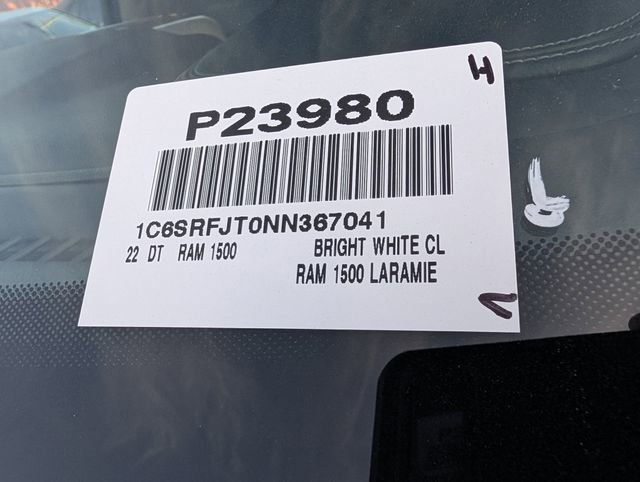 H
P23980
1C6SRFJT0NN367041
22 DT RAM 1500 BRIGHT WHITE CL
RAM 1500 LARAMIE